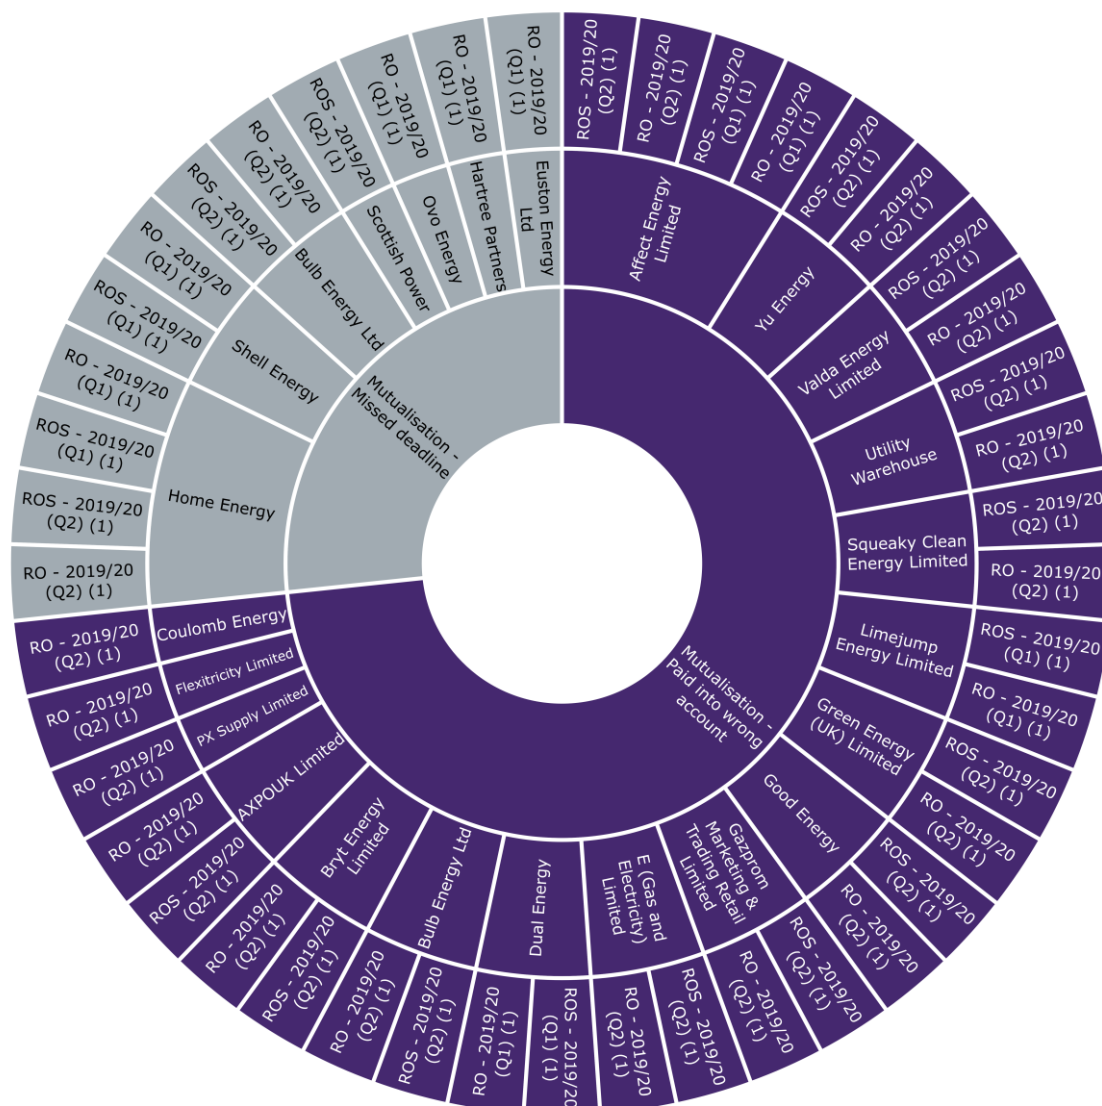 Mutualisation -
Paid into wrong
account
Affect Energy
Limited
ROS - 2019/20
(Q2) (1)
RO - 2019/20
(Q2) (1)
ROS - 2019/20
(Q1) (1)
RO - 2019/20
(Q1) (1)
Yu Energy
ROS - 2019/20
(Q2) (1)
RO - 2019/20
(Q2) (1)
Valda Energy
Limited
ROS - 2019/20
(Q2) (1)
RO - 2019/20
(Q2) (1)
Utility
Warehouse
ROS - 2019/20
(Q2) (1)
RO - 2019/20
(Q2) (1)
Squeaky Clean
Energy Limited
ROS - 2019/20
(Q2) (1)
RO - 2019/20
(Q2) (1)
Limejump
Energy Limited
ROS - 2019/20
(Q1) (1)
RO - 2019/20
(Q1) (1)
Green Energy
(UK) Limited
ROS - 2019/20
(Q2) (1)
RO - 2019/20
(Q2) (1)
Good Energy
ROS - 2019/20
(Q2) (1)
RO - 2019/20
(Q2) (1)
Gazprom
Marketing &
Trading Retail
Limited
ROS - 2019/20
(Q2) (1)
RO - 2019/20
(Q2) (1)
E (Gas and
Electricity)
Limited
ROS - 2019/20
(Q2) (1)
RO - 2019/20
(Q2) (1)
Dual Energy
ROS - 2019/20
(Q1) (1)
RO - 2019/20
(Q1) (1)
Bulb Energy Ltd
ROS - 2019/20
(Q2) (1)
RO - 2019/20
(Q2) (1)
Bryt Energy
Limited
ROS - 2019/20
(Q2) (1)
RO - 2019/20
(Q2) (1)
AXPOUK Limited
ROS - 2019/20
(Q2) (1)
RO - 2019/20
(Q2) (1)
PX Supply Limited
RO - 2019/20
(Q2) (1)
Flexitricity Limited
RO - 2019/20
(Q2) (1)
Coulomb Energy
RO - 2019/20
(Q2) (1)
Mutualisation -
Missed deadline
Home Energy
RO - 2019/20
(Q2) (1)
ROS - 2019/20
(Q2) (1)
ROS - 2019/20
(Q1) (1)
RO - 2019/20
(Q1) (1)
Shell Energy
ROS - 2019/20
(Q1) (1)
RO - 2019/20
(Q1) (1)
Bulb Energy Ltd
ROS - 2019/20
(Q2) (1)
RO - 2019/20
(Q2) (1)
Scottish Power
ROS - 2019/20
(Q2) (1)
Ovo Energy
RO - 2019/20
(Q1) (1)
Hartree Partners
RO - 2019/20
(Q1) (1)
Euston Energy
Ltd
RO - 2019/20
(Q1) (1)